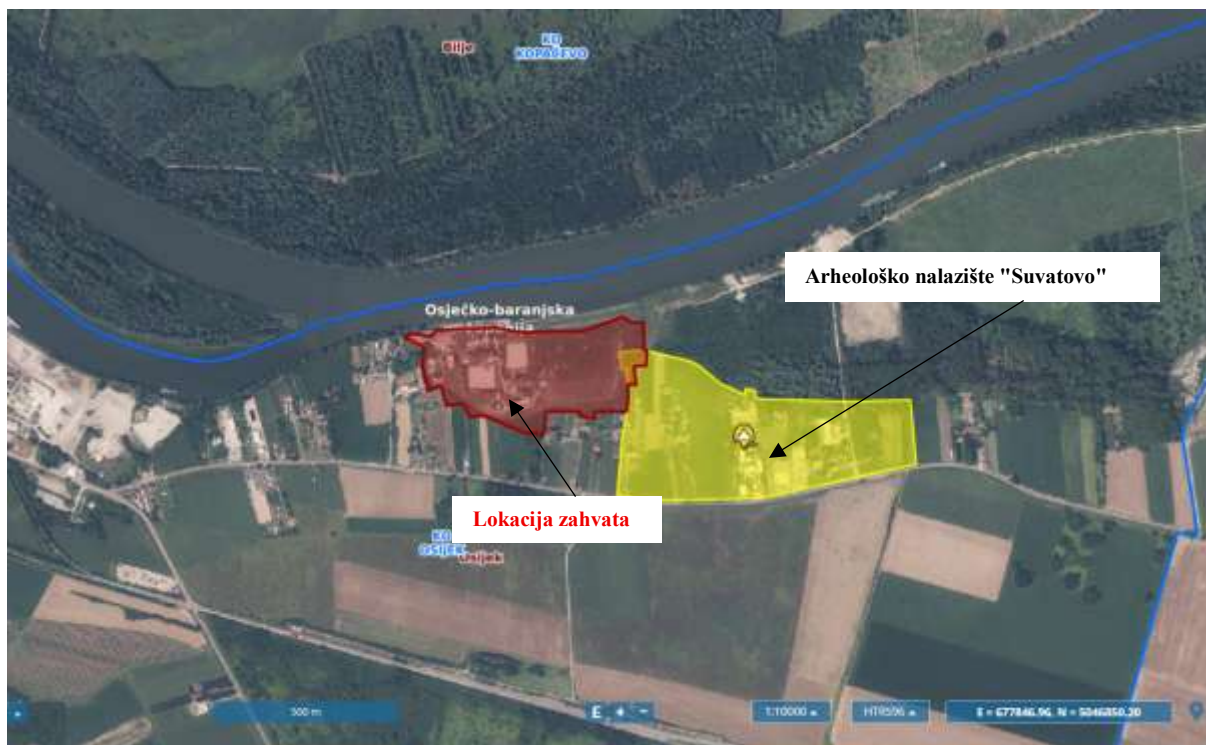 Bilje
KO
KOPAČEVO
Arheološko nalazište "Suvatovo"
Osječko-baranjska
Lokacija zahvata
KO
OSIJEK
Osijek
500 m
E + -
1:10000
HTRS96
E = 677846.96, N = 5046850.20